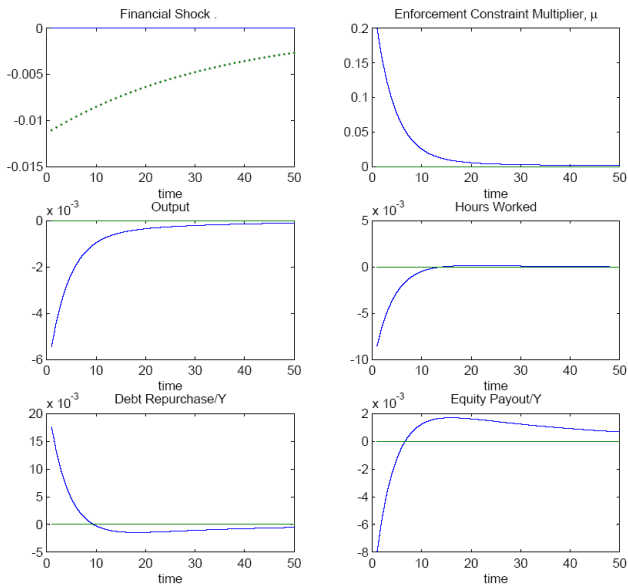 Financial Shock .
0
-0.005
-0.01
-0.015
0 10 20 30 40 50
time
Enforcement Constraint Multiplier, μ
0.2
0.15
0.1
0.05
0
0 10 20 30 40 50
time
Output
x 10⁻³
0
-2
-4
-6
0 10 20 30 40 50
time
Hours Worked
x 10⁻³
5
0
-5
-10
0 10 20 30 40 50
time
Debt Repurchase/Y
x 10⁻³
20
15
10
5
0
-5
0 10 20 30 40 50
time
Equity Payout/Y
x 10⁻³
2
0
-2
-4
-6
-8
0 10 20 30 40 50
time